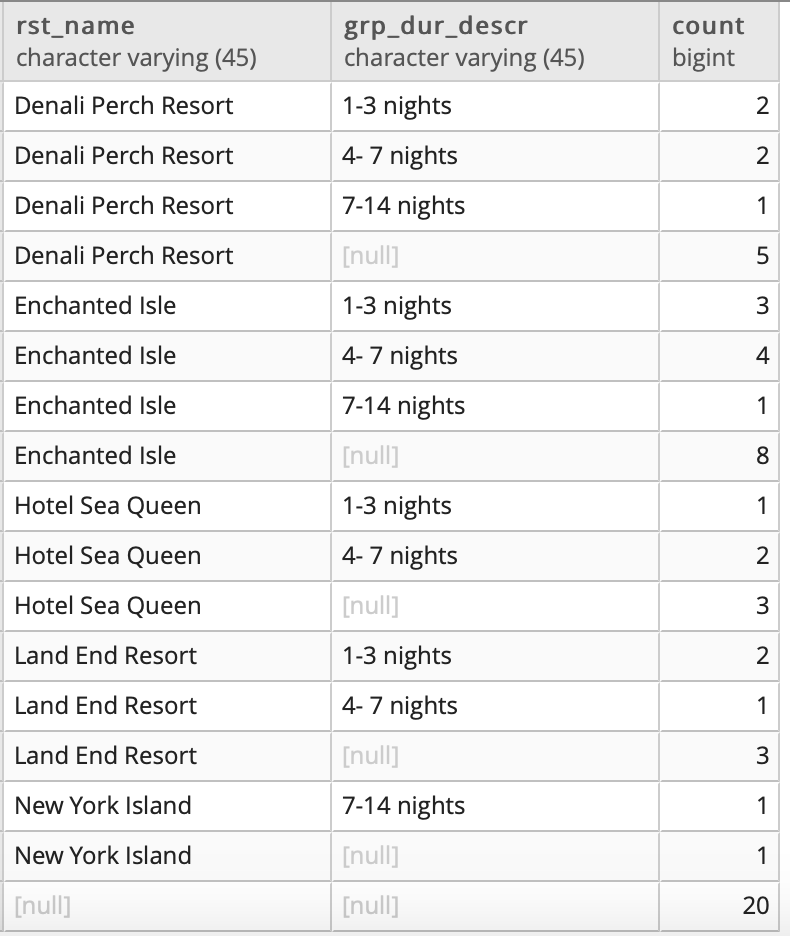 rst_name grp_dur_descr count
character varying (45) character varying (45) bigint
Denali Perch Resort 1-3 nights 2
Denali Perch Resort 4- 7 nights 2
Denali Perch Resort 7-14 nights 1
Denali Perch Resort [null] 5
Enchanted Isle 1-3 nights 3
Enchanted Isle 4- 7 nights 4
Enchanted Isle 7-14 nights 1
Enchanted Isle [null] 8
Hotel Sea Queen 1-3 nights 1
Hotel Sea Queen 4- 7 nights 2
Hotel Sea Queen [null] 3
Land End Resort 1-3 nights 2
Land End Resort 4- 7 nights 1
Land End Resort [null] 3
New York Island 7-14 nights 1
New York Island [null] 1
[null] [null] 20